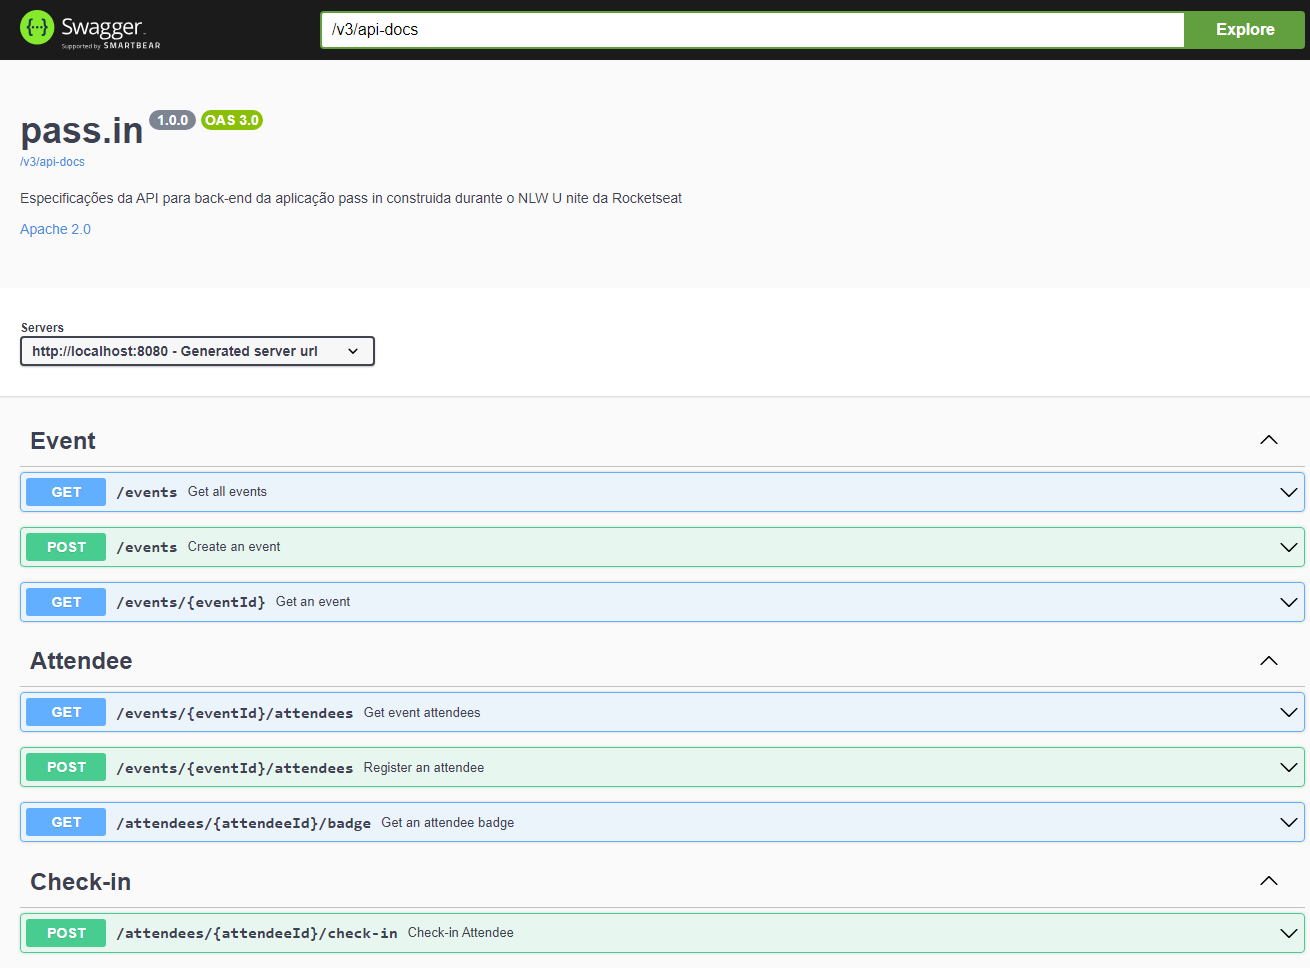 {...} Swagger
Supported by SMARTBEAR
/v3/api-docs
Explore
pass.in 1.0.0 OAS 3.0
/v3/api-docs
Especificações da API para back-end da aplicação pass in construida durante o NLW U nite da Rocketseat
Apache 2.0
Servers
http://localhost:8080 - Generated server url
Event
GET /events Get all events
POST /events Create an event
GET /events/{eventId} Get an event
Attendee
GET /events/{eventId}/attendees Get event attendees
POST /events/{eventId}/attendees Register an attendee
GET /attendees/{attendeeId}/badge Get an attendee badge
Check-in
POST /attendees/{attendeeId}/check-in Check-in Attendee